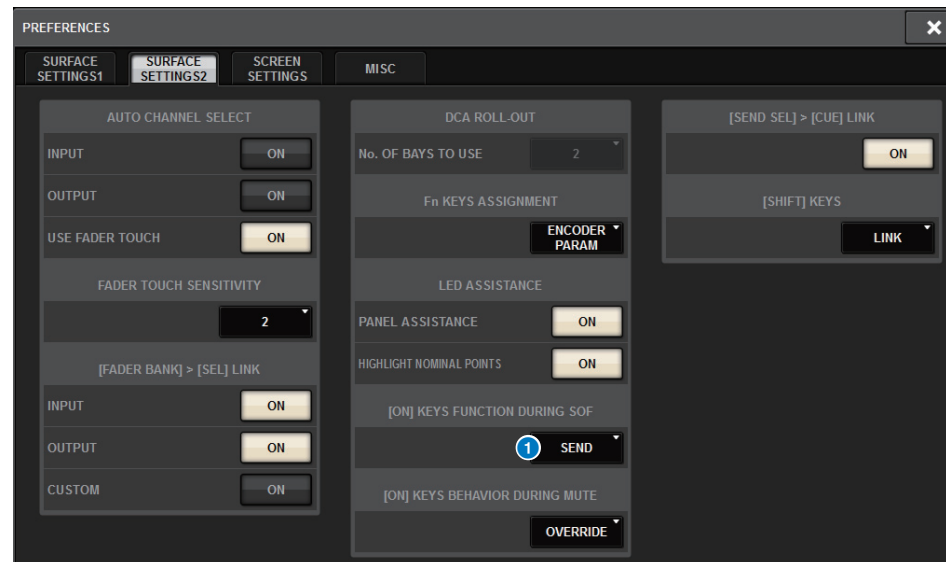 PREFERENCES
SURFACE
SETTINGS1
SURFACE
SETTINGS2
SCREEN
SETTINGS
MISC
AUTO CHANNEL SELECT
INPUT ON
OUTPUT ON
USE FADER TOUCH ON
FADER TOUCH SENSITIVITY
2
[FADER BANK] > [SEL] LINK
INPUT ON
OUTPUT ON
CUSTOM ON
DCA ROLL-OUT
No. OF BAYS TO USE 2
Fn KEYS ASSIGNMENT
ENCODER
PARAM
LED ASSISTANCE
PANEL ASSISTANCE ON
HIGHLIGHT NOMINAL POINTS ON
[ON] KEYS FUNCTION DURING SOF
1 SEND
[ON] KEYS BEHAVIOR DURING MUTE
OVERRIDE
[SEND SEL] > [CUE] LINK
ON
[SHIFT] KEYS
LINK